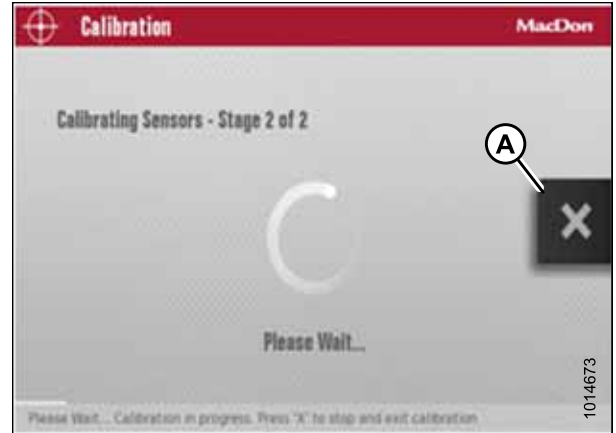 Calibration
MacDon
Calibrating Sensors - Stage 2 of 2
A
X
Please Wait...
Please Wait... Calibration in progress. Press 'X' to stop and exit calibration
1014673